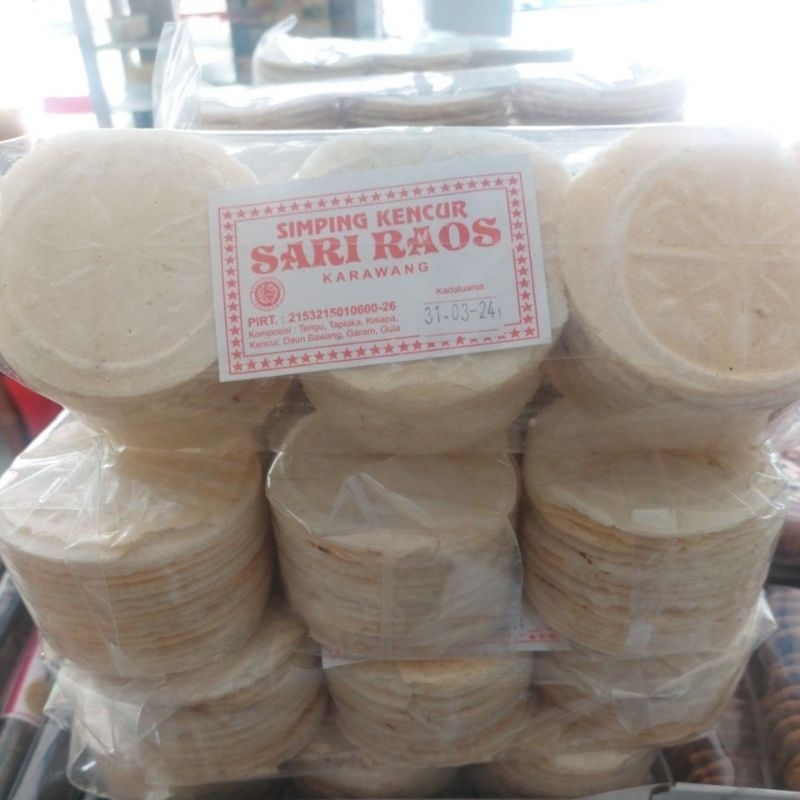 SIMPING KENCUR
SARI RAOS
KARAWANG
PIRT. : 2153215010600-26
Komposisi : Terigu, Tapioka, Kelapa,
Kencur, Daun Bawang, Garam, Gula
Kadaluarsa :
31.03-24